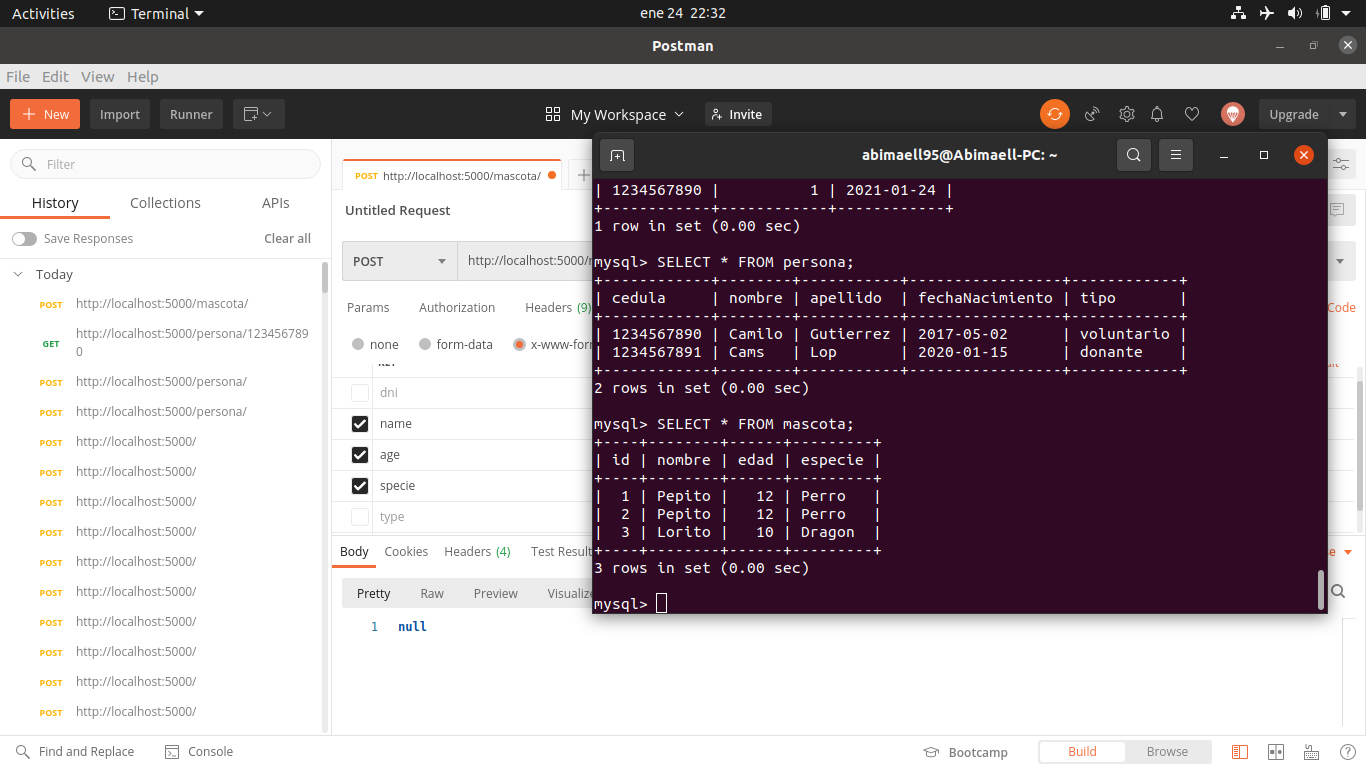 Activities Terminal ene 24 22:32
Postman
File Edit View Help
New Import Runner My Workspace Invite Upgrade
Filter
History Collections APIs
Save Responses Clear all
Today
POST http://localhost:5000/mascota/
GET http://localhost:5000/persona/123456789
0
POST http://localhost:5000/persona/
POST http://localhost:5000/persona/
POST http://localhost:5000/
POST http://localhost:5000/
POST http://localhost:5000/
POST http://localhost:5000/
POST http://localhost:5000/
POST http://localhost:5000/
POST http://localhost:5000/
POST http://localhost:5000/
POST http://localhost:5000/
POST http://localhost:5000/
POST http://localhost:5000/mascota/
Untitled Request
POST http://localhost:5000/
Params Authorization Headers (9) Code
none form-data x-www-for
dni
name
age
specie
type
Body Cookies Headers (4) Test Result
Pretty Raw Preview Visualize
1 null
abimaell95@Abimaell-PC: ~
| 1234567890 | 1 | 2021-01-24 |
+------------+------------+------------+
1 row in set (0.00 sec)
mysql> SELECT * FROM persona;
+------------+--------+-----------+-----------------+------------+
| cedula | nombre | apellido | fechaNacimiento | tipo |
+------------+--------+-----------+-----------------+------------+
| 1234567890 | Camilo | Gutierrez | 2017-05-02 | voluntario |
| 1234567891 | Cams | Lop | 2020-01-15 | donante |
+------------+--------+-----------+-----------------+------------+
2 rows in set (0.00 sec)
mysql> SELECT * FROM mascota;
+----+--------+------+---------+
| id | nombre | edad | especie |
+----+--------+------+---------+
| 1 | Pepito | 12 | Perro |
| 2 | Pepito | 12 | Perro |
| 3 | Lorito | 10 | Dragon |
+----+--------+------+---------+
3 rows in set (0.00 sec)
mysql>
Find and Replace Console Bootcamp Build Browse